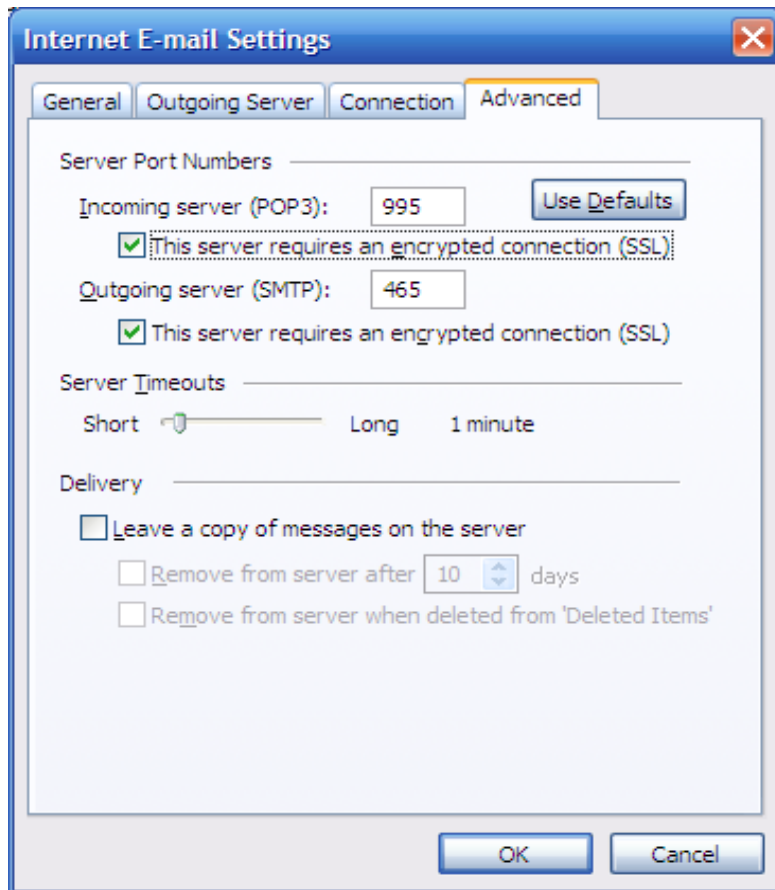 Internet E-mail Settings
General Outgoing Server Connection Advanced
Server Port Numbers
Incoming server (POP3): 995 Use Defaults
This server requires an encrypted connection (SSL)
Outgoing server (SMTP): 465
This server requires an encrypted connection (SSL)
Server Timeouts
Short Long 1 minute
Delivery
Leave a copy of messages on the server
Remove from server after 10 days
Remove from server when deleted from 'Deleted Items'
OK Cancel